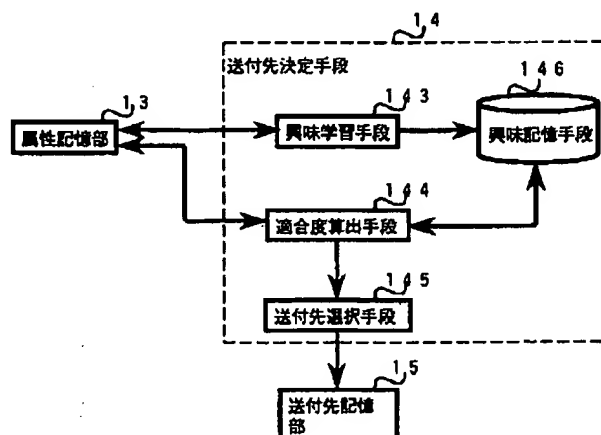 14
送付先決定手段
146
13
143
属性記憶部
興味学習手段
興味記憶手段
144
適合度算出手段
145
送付先選択手段
15
送付先記憶
部